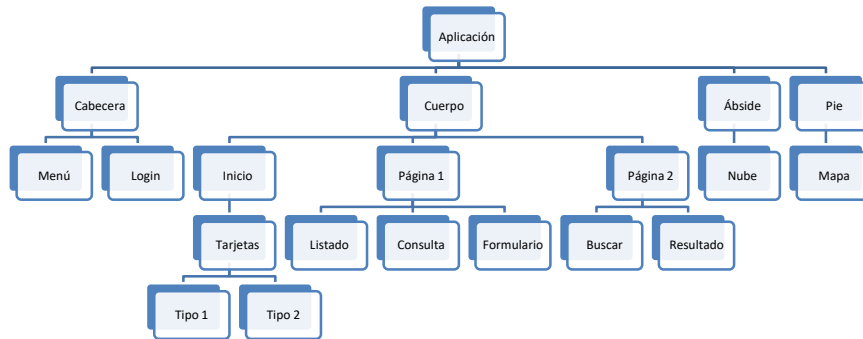 Aplicación
Cabecera
Cuerpo
Ábside
Pie
Menú
Login
Inicio
Página 1
Página 2
Nube
Mapa
Tarjetas
Listado
Consulta
Formulario
Buscar
Resultado
Tipo 1
Tipo 2